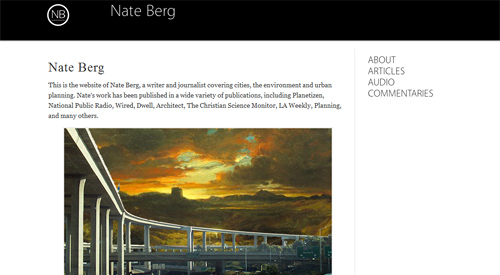 NB
Nate Berg
Nate Berg
This is the website of Nate Berg, a writer and journalist covering cities, the environment and urban
planning. Nate's work has been published in a wide variety of publications, including Planetizen,
National Public Radio, Wired, Dwell, Architect, The Christian Science Monitor, LA Weekly, Planning,
and many others.
ABOUT
ARTICLES
AUDIO
COMMENTARIES